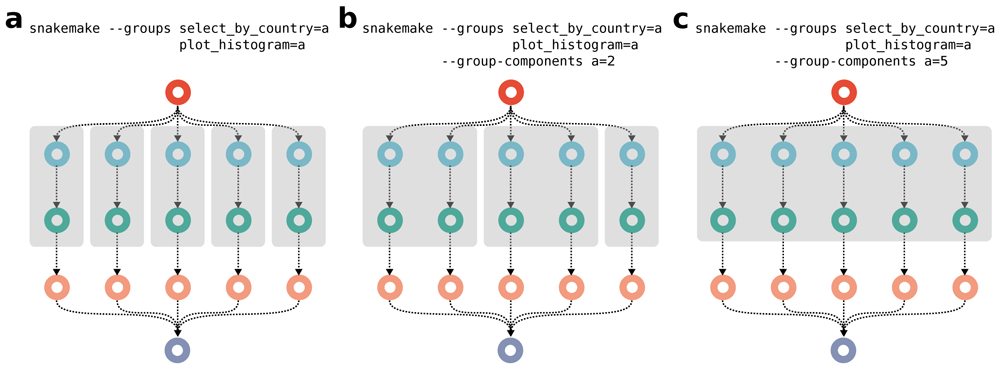 a
snakemake --groups select_by_country=a
plot_histogram=a
b
snakemake --groups select_by_country=a
plot_histogram=a
--group-components a=2
c
snakemake --groups select_by_country=a
plot_histogram=a
--group-components a=5